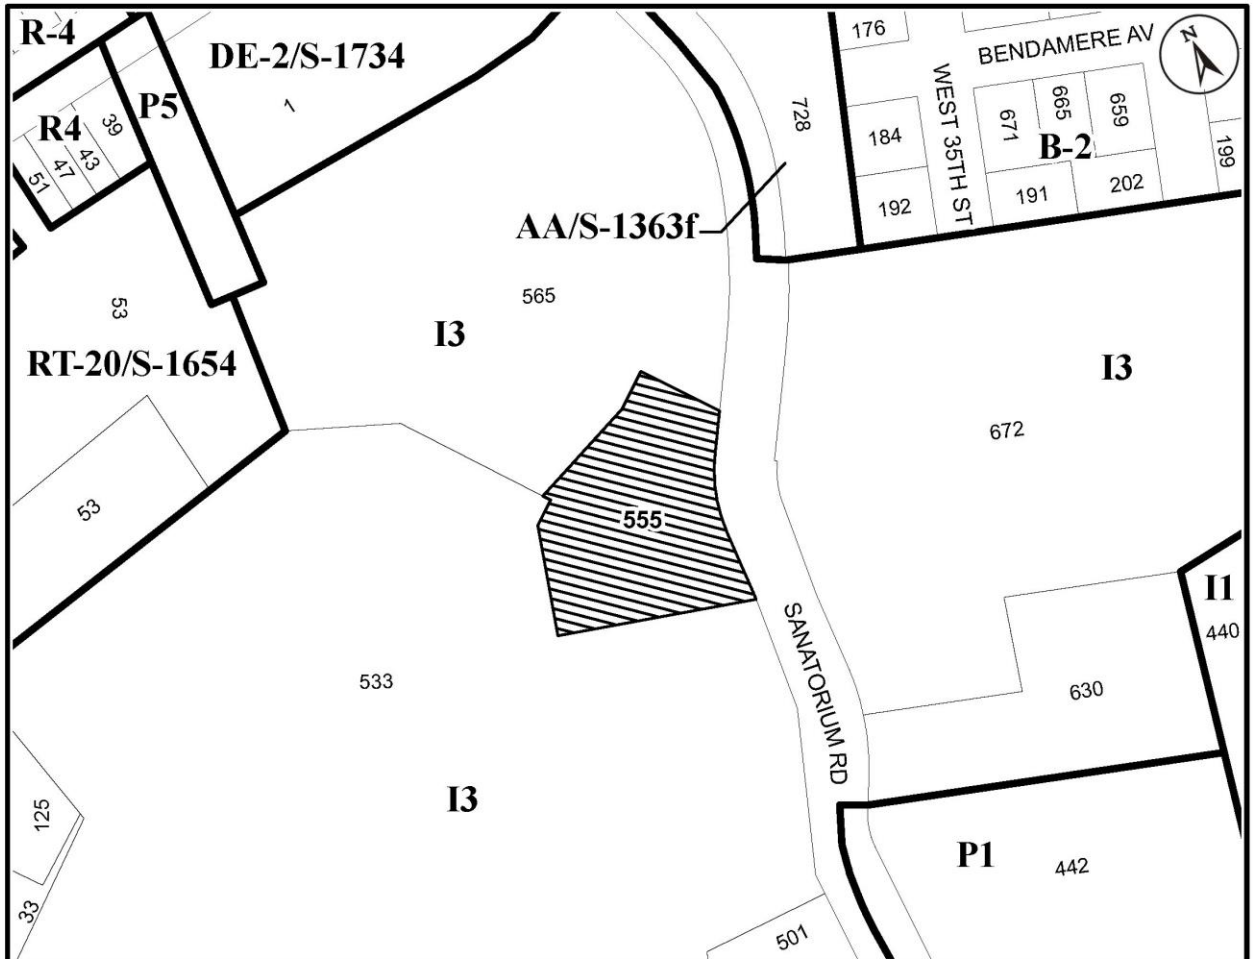 R-4
DE-2/S-1734
176
BENDAMERE AV
N
1
P5
R4
39
43
47
51
728
WEST 35TH ST
184
671
665
659
B-2
199
192
191
202
AA/S-1363f
53
565
I3
RT-20/S-1654
I3
672
53
555
I1
440
SANATORIUM RD
533
630
I3
125
P1
442
33
501